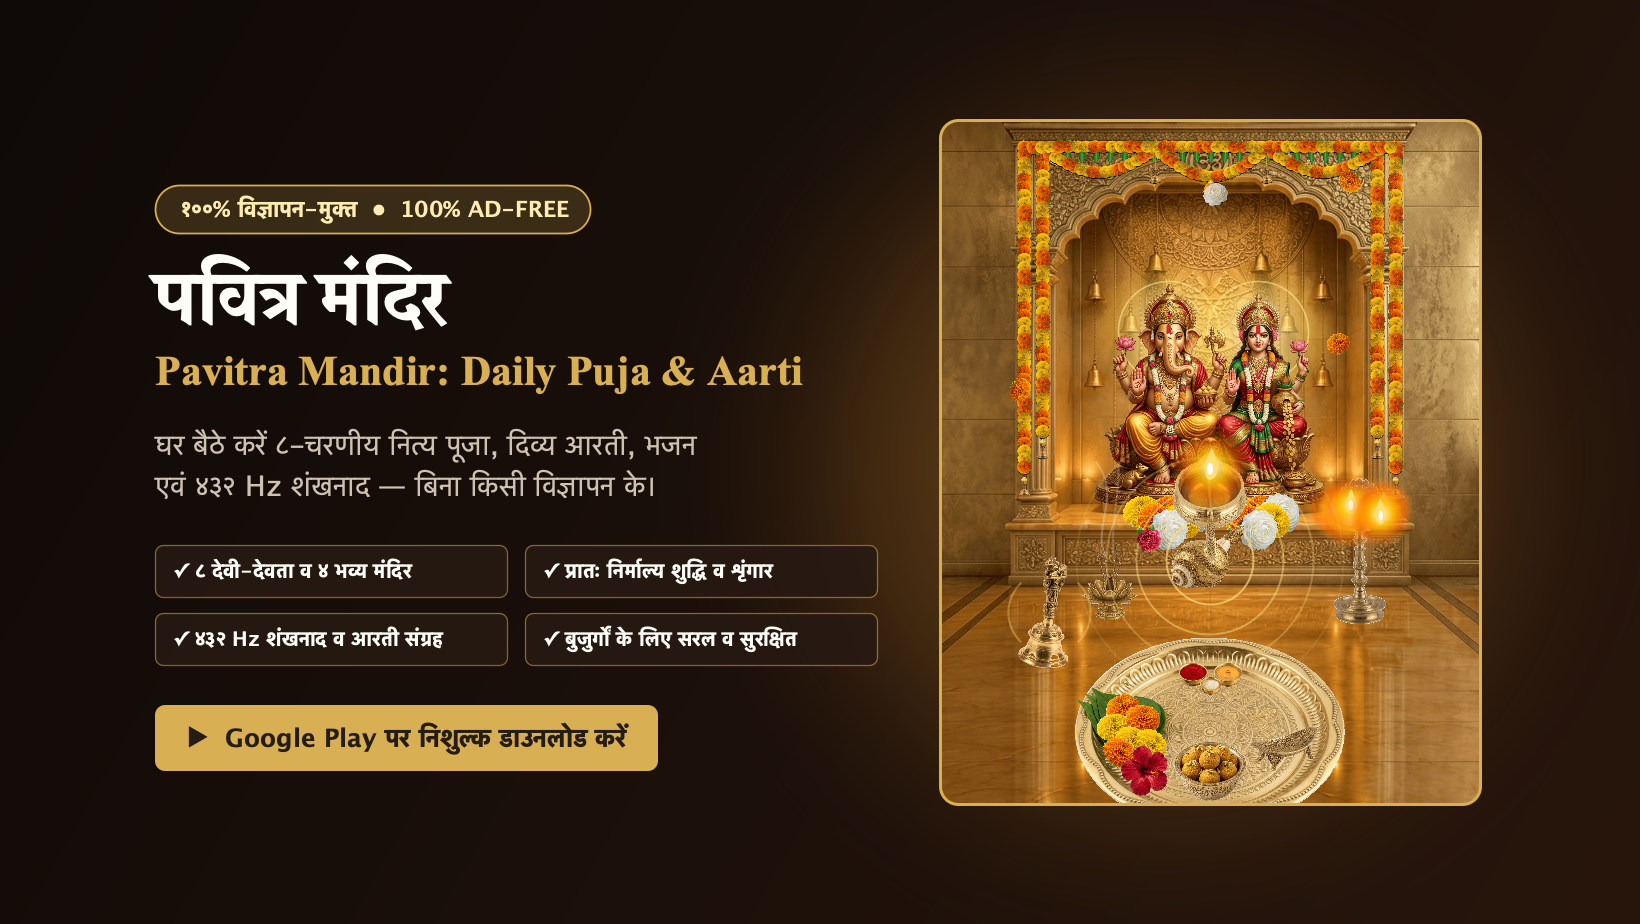 १००% विज्ञापन-मुक्त ● 100% AD-FREE
पवित्र मंदिर
Pavitra Mandir: Daily Puja & Aarti
घर बैठे करें ८-चरणीय नित्य पूजा, दिव्य आरती, भजन
एवं ४३२ Hz शंखनाद — बिना किसी विज्ञापन के।
✓ ८ देवी-देवता व ४ भव्य मंदिर
✓ प्रातः निर्माल्य शुद्धि व शृंगार
✓ ४३२ Hz शंखनाद व आरती संग्रह
✓ बुजुर्गों के लिए सरल व सुरक्षित
▶ Google Play पर निशुल्क डाउनलोड करें